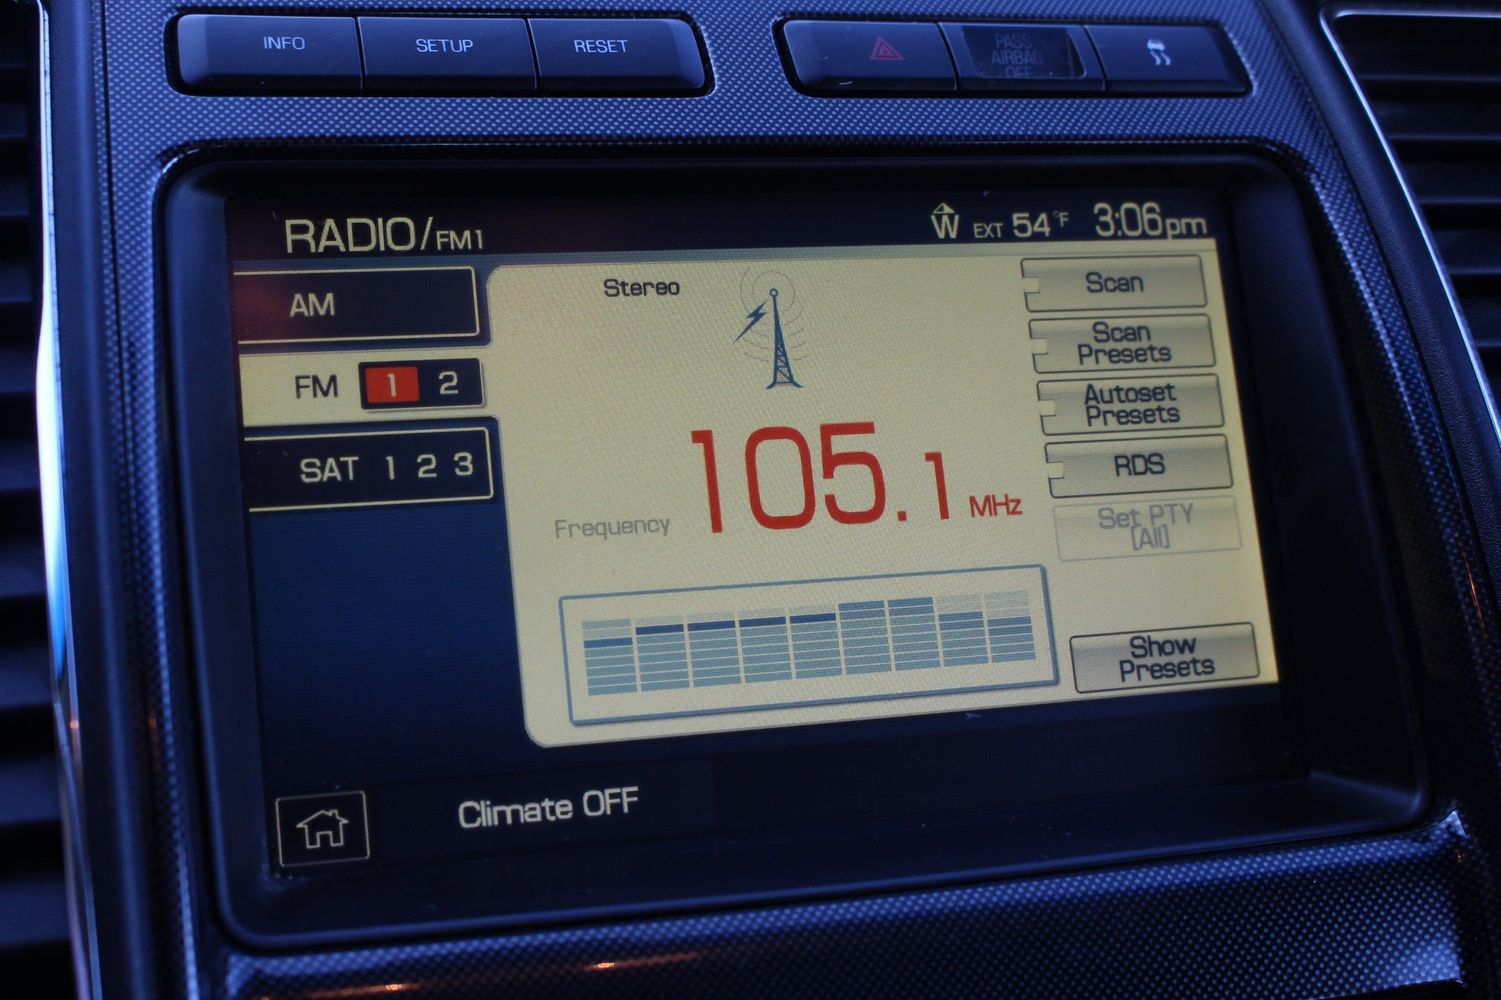 INFO SETUP RESET
PASS
AIRBAG
OFF
RADIO/FM1
W EXT 54°F 3:06pm
AM
FM 1 2
SAT 1 2 3
Stereo
Frequency 105.1 MHz
Scan
Scan
Presets
Autoset
Presets
RDS
Set PTY
[All]
Show
Presets
Climate OFF